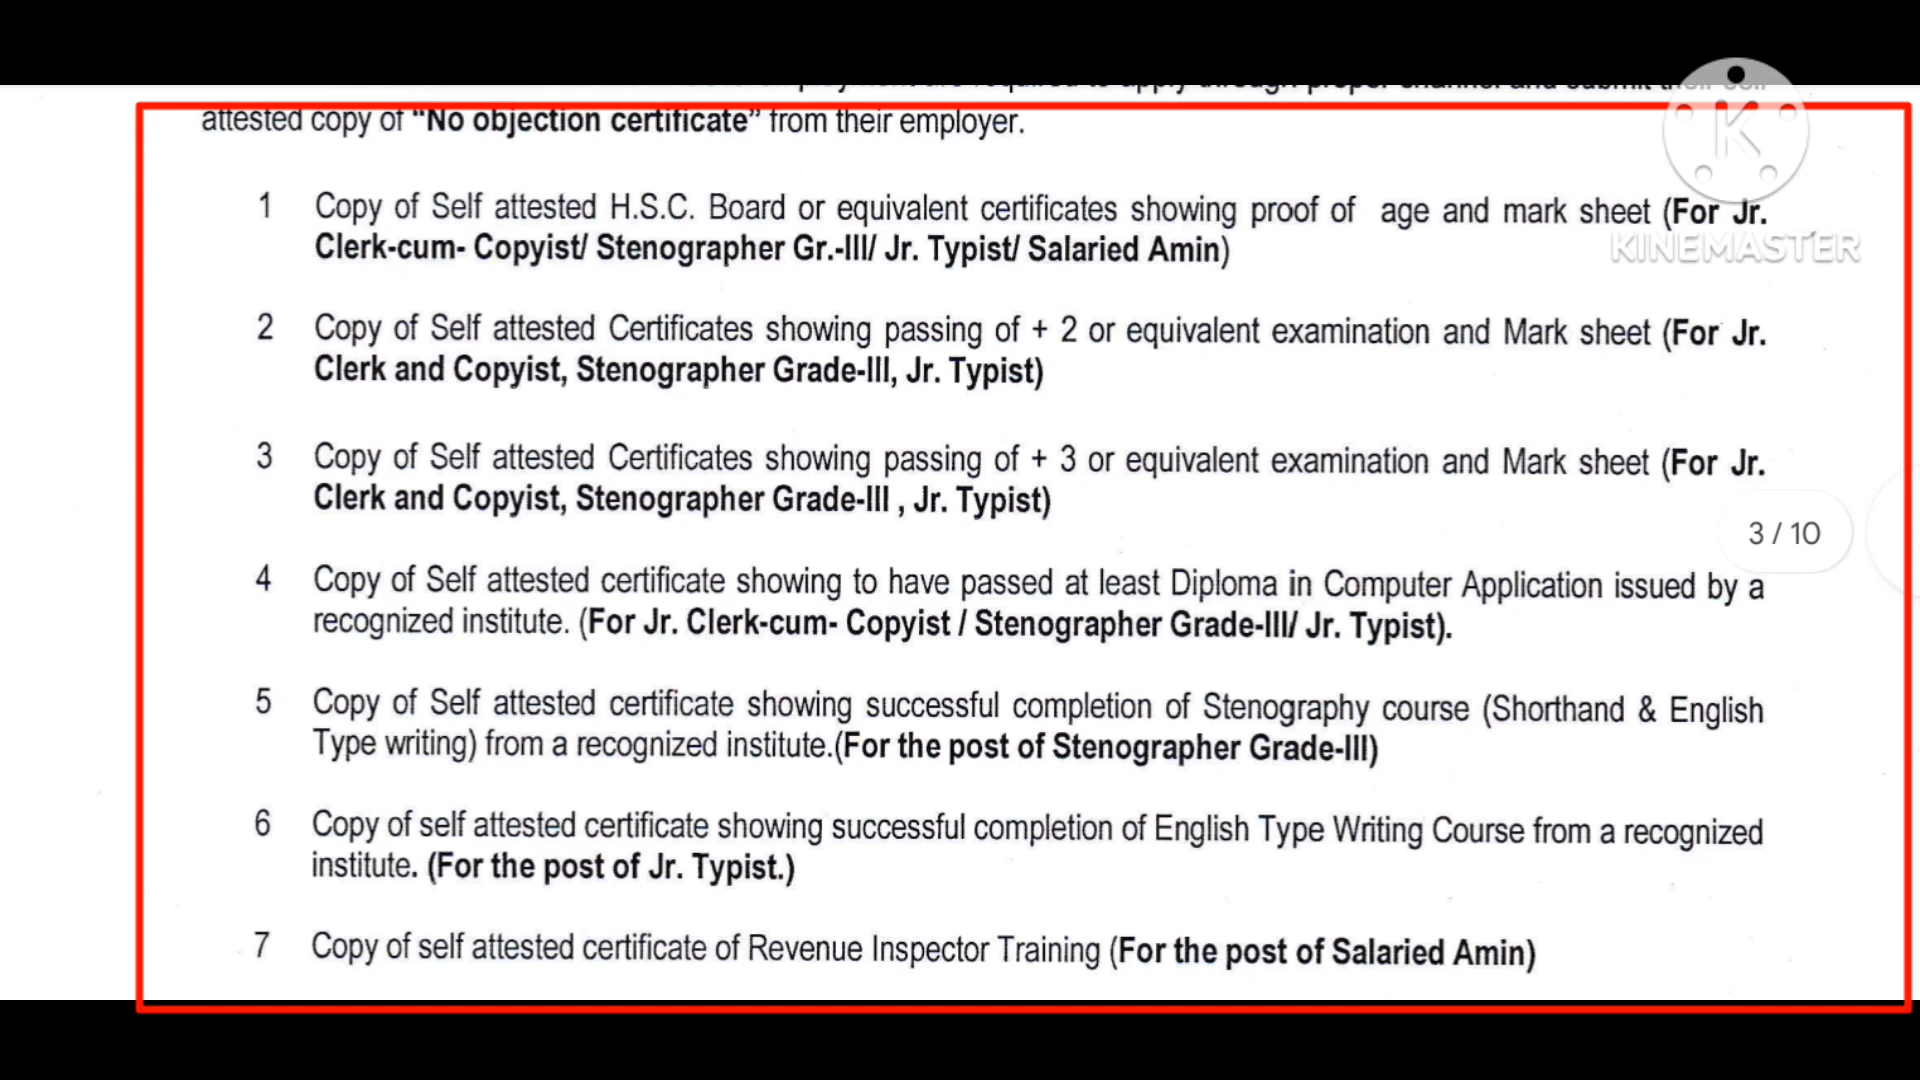 attested copy of "No objection certificate" from their employer.
1 Copy of Self attested H.S.C. Board or equivalent certificates showing proof of age and mark sheet (For Jr.
Clerk-cum- Copyist/ Stenographer Gr.-III/ Jr. Typist/ Salaried Amin)
KINEMASTER
2 Copy of Self attested Certificates showing passing of + 2 or equivalent examination and Mark sheet (For Jr.
Clerk and Copyist, Stenographer Grade-III, Jr. Typist)
3 Copy of Self attested Certificates showing passing of + 3 or equivalent examination and Mark sheet (For Jr.
Clerk and Copyist, Stenographer Grade-III , Jr. Typist)
3 / 10
4 Copy of Self attested certificate showing to have passed at least Diploma in Computer Application issued by a
recognized institute. (For Jr. Clerk-cum- Copyist / Stenographer Grade-III/ Jr. Typist).
5 Copy of Self attested certificate showing successful completion of Stenography course (Shorthand & English
Type writing) from a recognized institute.(For the post of Stenographer Grade-III)
6 Copy of self attested certificate showing successful completion of English Type Writing Course from a recognized
institute. (For the post of Jr. Typist.)
7 Copy of self attested certificate of Revenue Inspector Training (For the post of Salaried Amin)